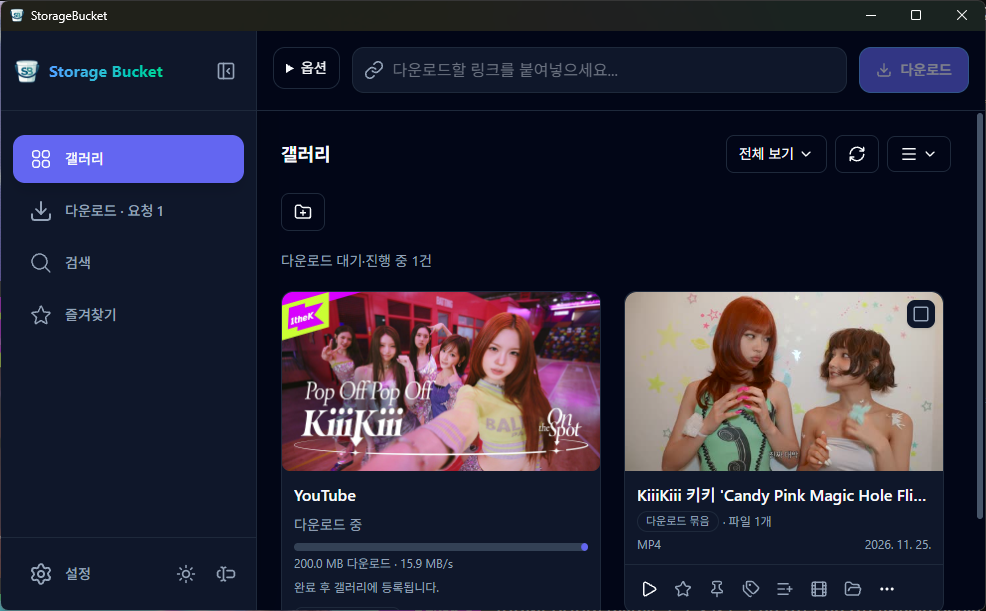 StorageBucket
SB
Storage Bucket
옵션
다운로드할 링크를 붙여넣으세요...
다운로드
갤러리
다운로드 · 요청 1
검색
즐겨찾기
설정
갤러리
전체 보기
다운로드 대기·진행 중 1건
1theK
Pop Off Pop Off
KiiiKiii
BALL
On
the Spot
YouTube
다운로드 중
200.0 MB 다운로드 · 15.9 MB/s
완료 후 갤러리에 등록됩니다.
KiiiKiii 키키 'Candy Pink Magic Hole Fli...
다운로드 묶음 · 파일 1개
MP4
2026. 11. 25.